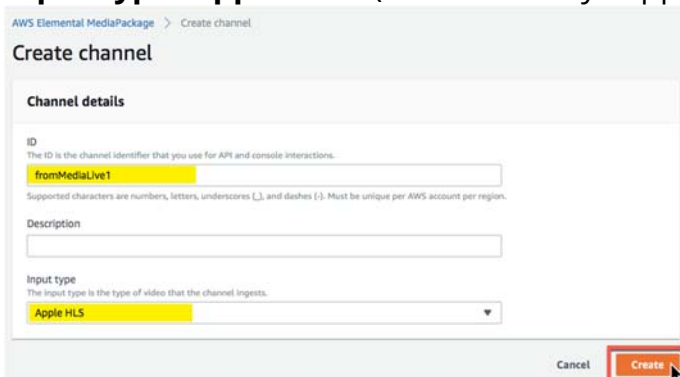 AWS Elemental MediaPackage > Create channel
Create channel
Channel details
ID
The ID is the channel identifier that you use for API and console interactions.
fromMediaLive1
Supported characters are numbers, letters, underscores (_), and dashes (-). Must be unique per AWS account per region.
Description
Input type
The input type is the type of video that the channel ingests.
Apple HLS
Cancel Create